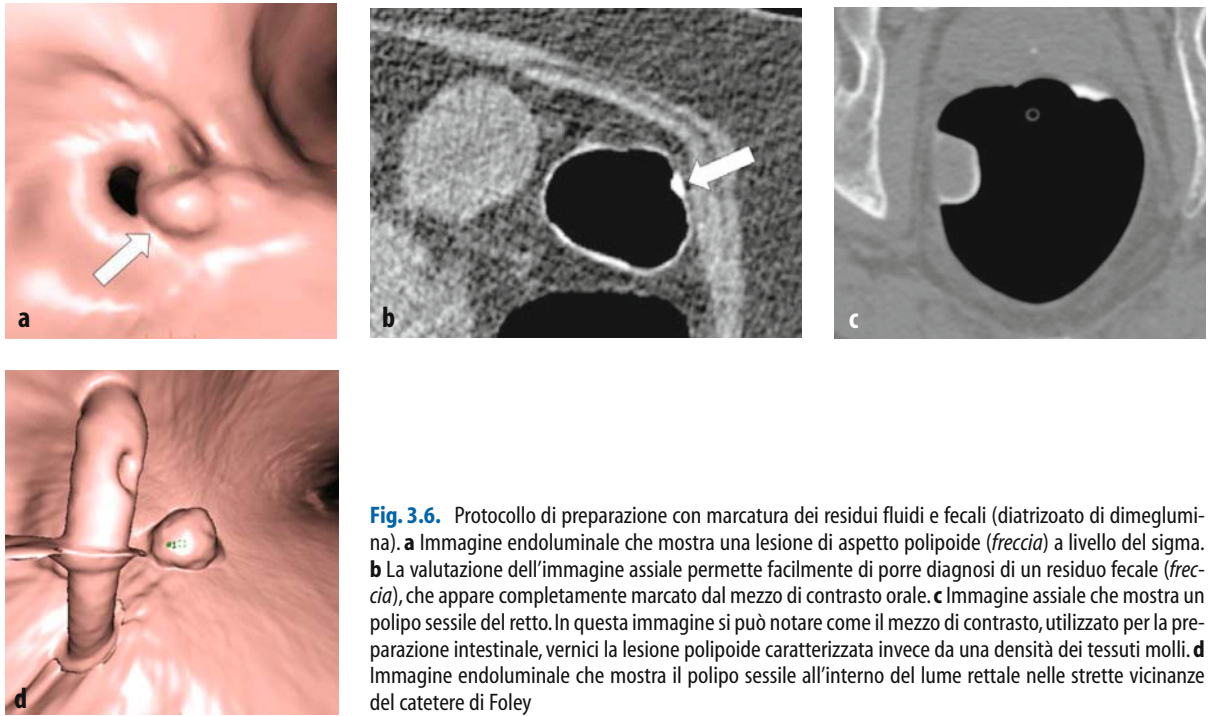 a
b
c
d
Fig. 3.6. Protocollo di preparazione con marcatura dei residui fluidi e fecali (diatrizoato di dimeglumi-
na). a Immagine endoluminale che mostra una lesione di aspetto polipoide (freccia) a livello del sigma.
b La valutazione dell'immagine assiale permette facilmente di porre diagnosi di un residuo fecale (frec-
cia), che appare completamente marcato dal mezzo di contrasto orale. c Immagine assiale che mostra un
polipo sessile del retto. In questa immagine si può notare come il mezzo di contrasto, utilizzato per la pre-
parazione intestinale, vernici la lesione polipoide caratterizzata invece da una densità dei tessuti molli. d
Immagine endoluminale che mostra il polipo sessile all'interno del lume rettale nelle strette vicinanze
del catetere di Foley